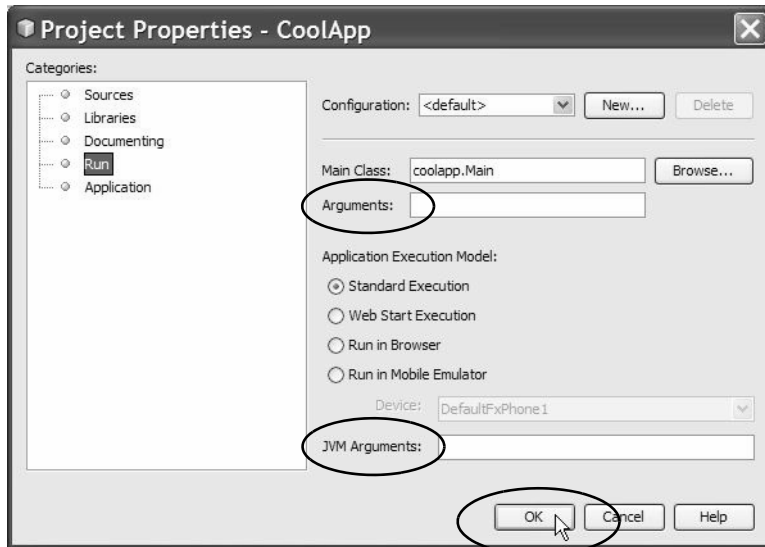 Project Properties - CoolApp
Categories:
Sources
Libraries
Documenting
Run
Application
Configuration: <default> New... Delete
Main Class: coolapp.Main Browse...
Arguments:
Application Execution Model:
Standard Execution
Web Start Execution
Run in Browser
Run in Mobile Emulator
Device: DefaultFxPhone1
JVM Arguments:
OK Cancel Help